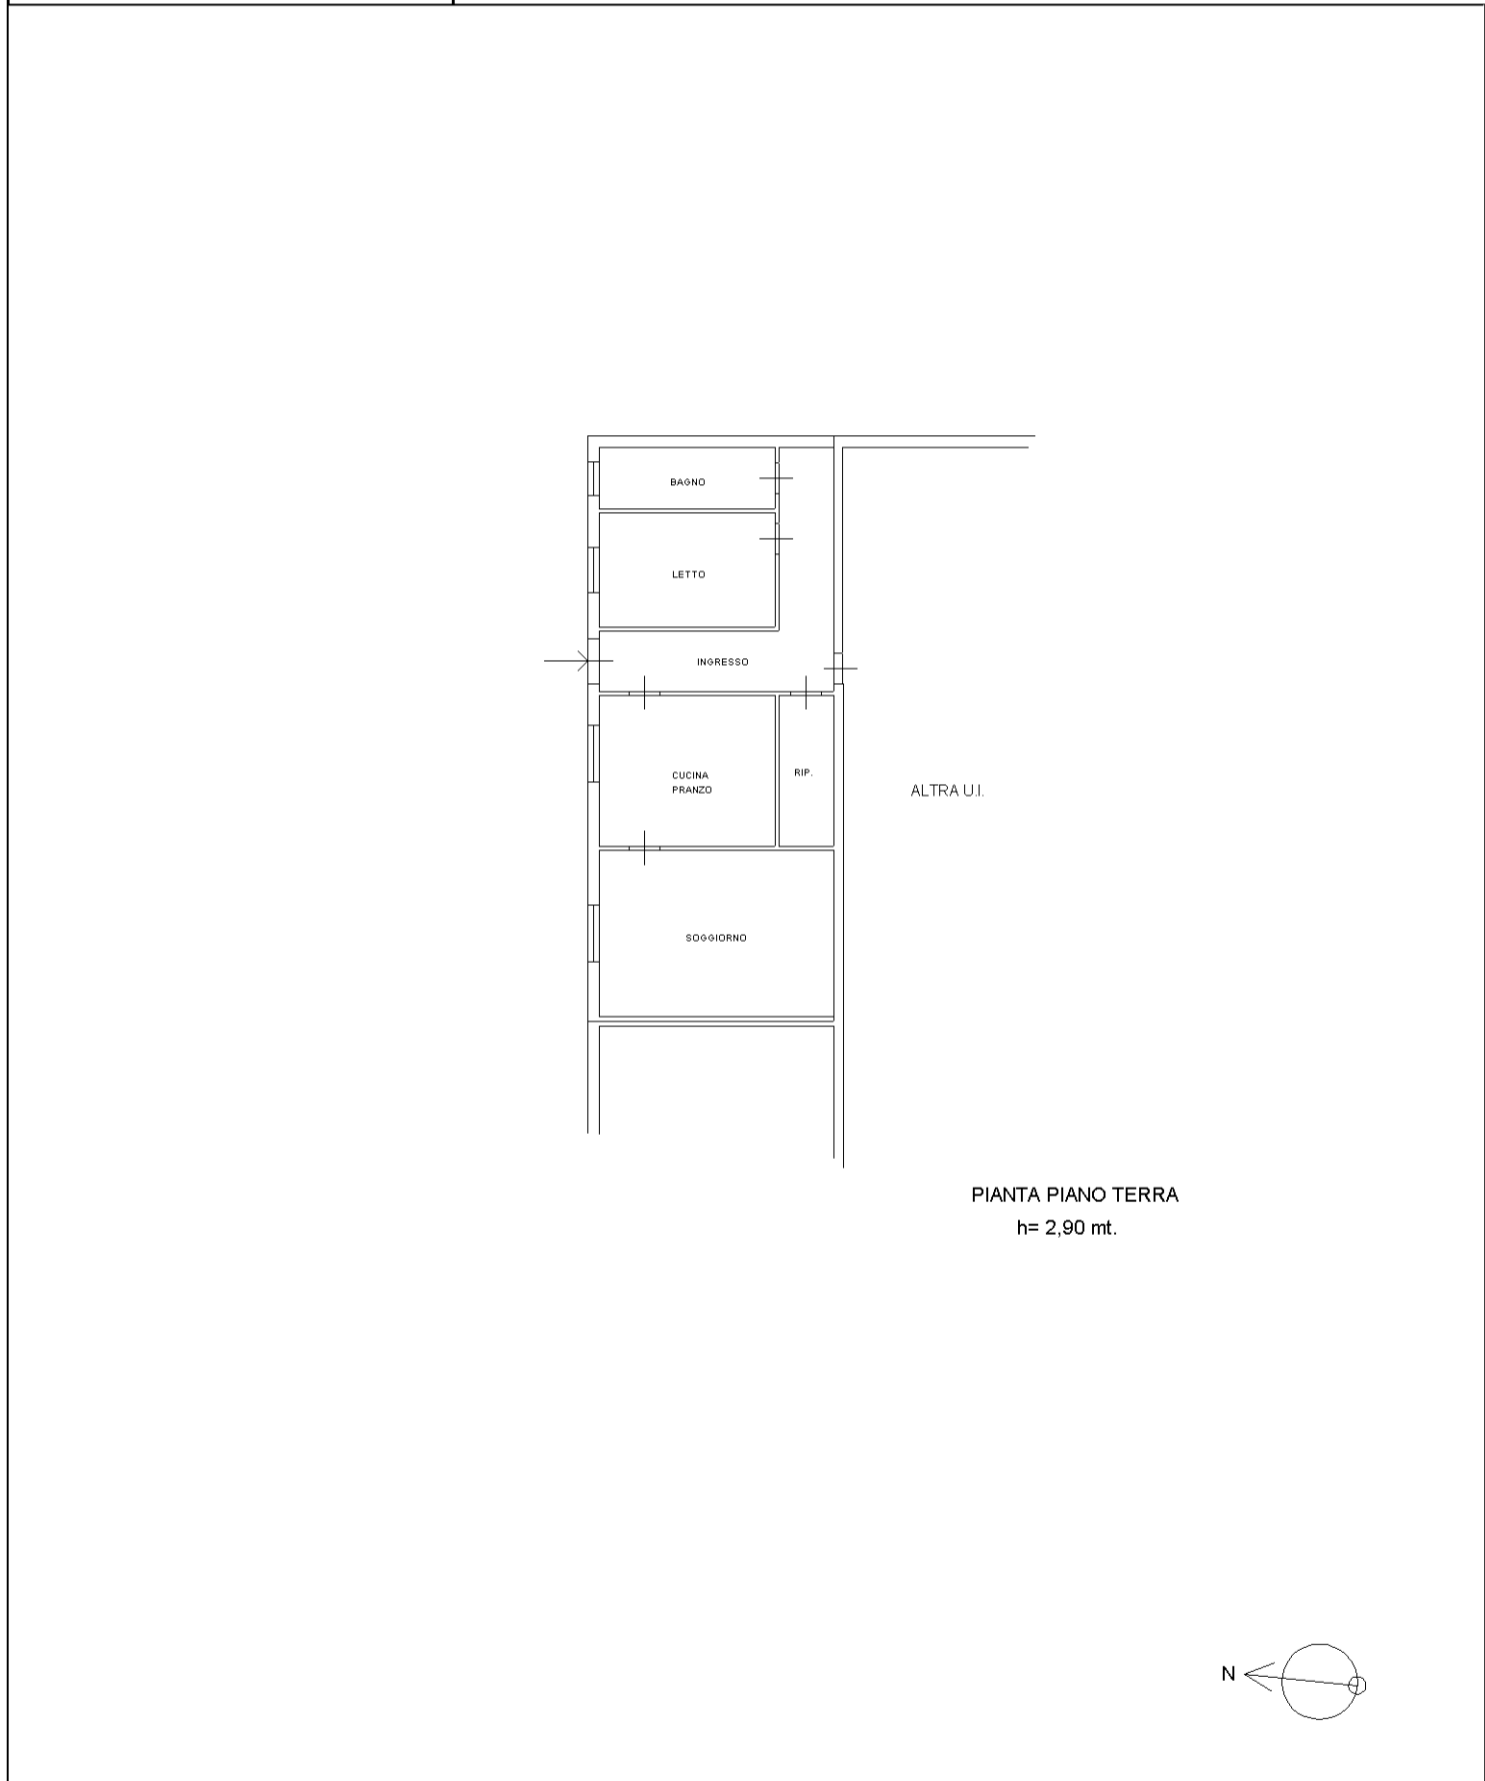 BAGNO
LETTO
INGRESSO
CUCINA
PRANZO
RIP.
ALTRA U.I.
SOGGIORNO
PIANTA PIANO TERRA
h= 2,90 mt.
N